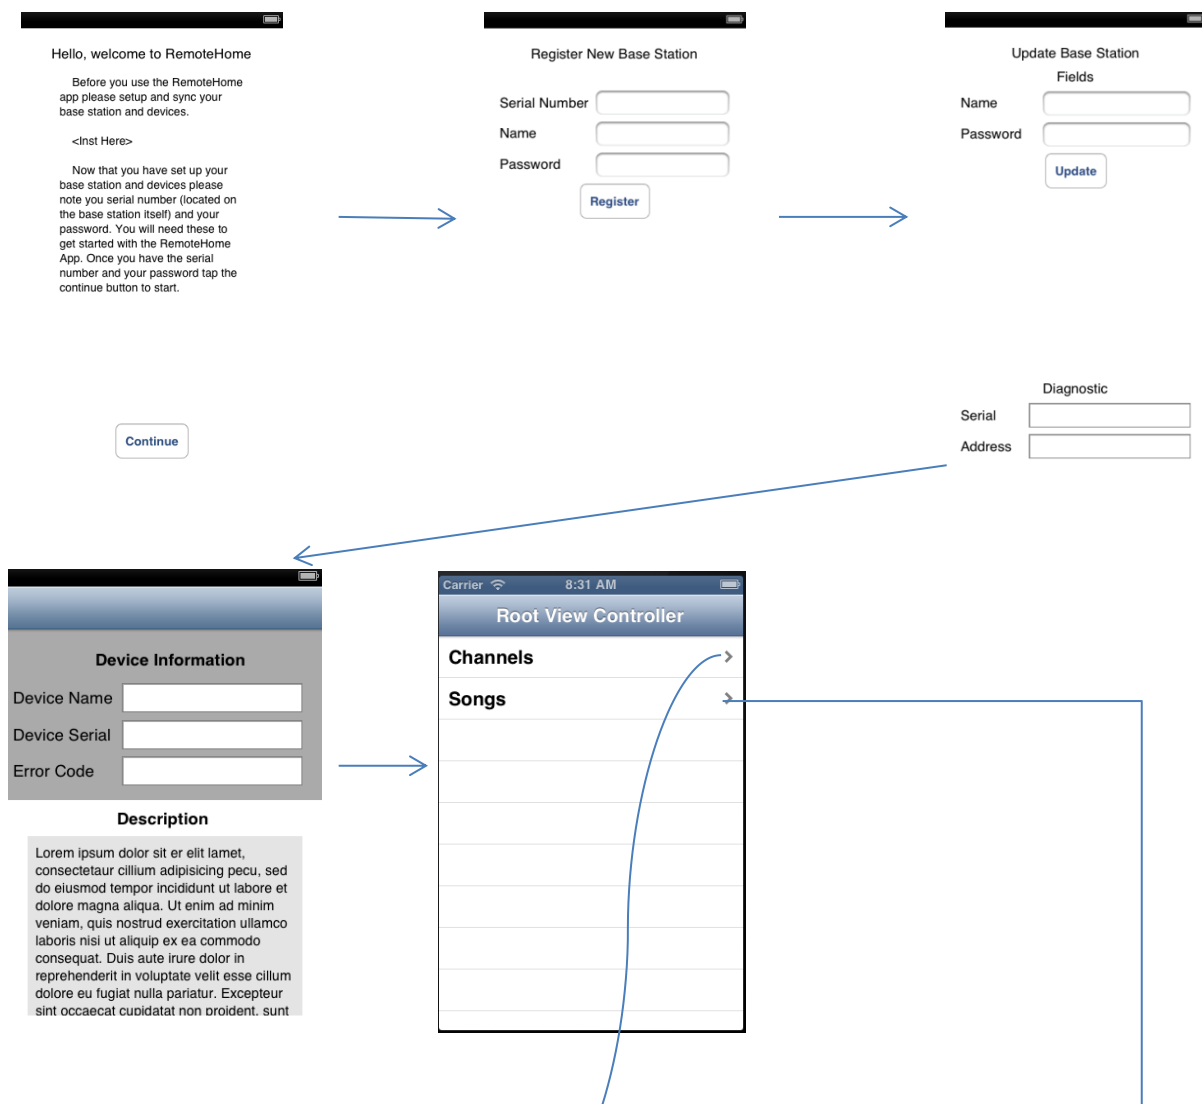 Hello, welcome to RemoteHome
Before you use the RemoteHome
app please setup and sync your
base station and devices.
<Inst Here>
Now that you have set up your
base station and devices please
note you serial number (located on
the base station itself) and your
password. You will need these to
get started with the RemoteHome
App. Once you have the serial
number and your password tap the
continue button to start.
Continue
Register New Base Station
Serial Number
Name
Password
Register
Update Base Station
Fields
Name
Password
Update
Diagnostic
Serial
Address
Device Information
Device Name
Device Serial
Error Code
Description
Lorem ipsum dolor sit er elit lamet,
consectetaur cillium adipisicing pecu, sed
do eiusmod tempor incididunt ut labore et
dolore magna aliqua. Ut enim ad minim
veniam, quis nostrud exercitation ullamco
laboris nisi ut aliquip ex ea commodo
consequat. Duis aute irure dolor in
reprehenderit in voluptate velit esse cillum
dolore eu fugiat nulla pariatur. Excepteur
sint occaecat cupidatat non proident, sunt
Carrier 8:31 AM
Root View Controller
Channels
Songs